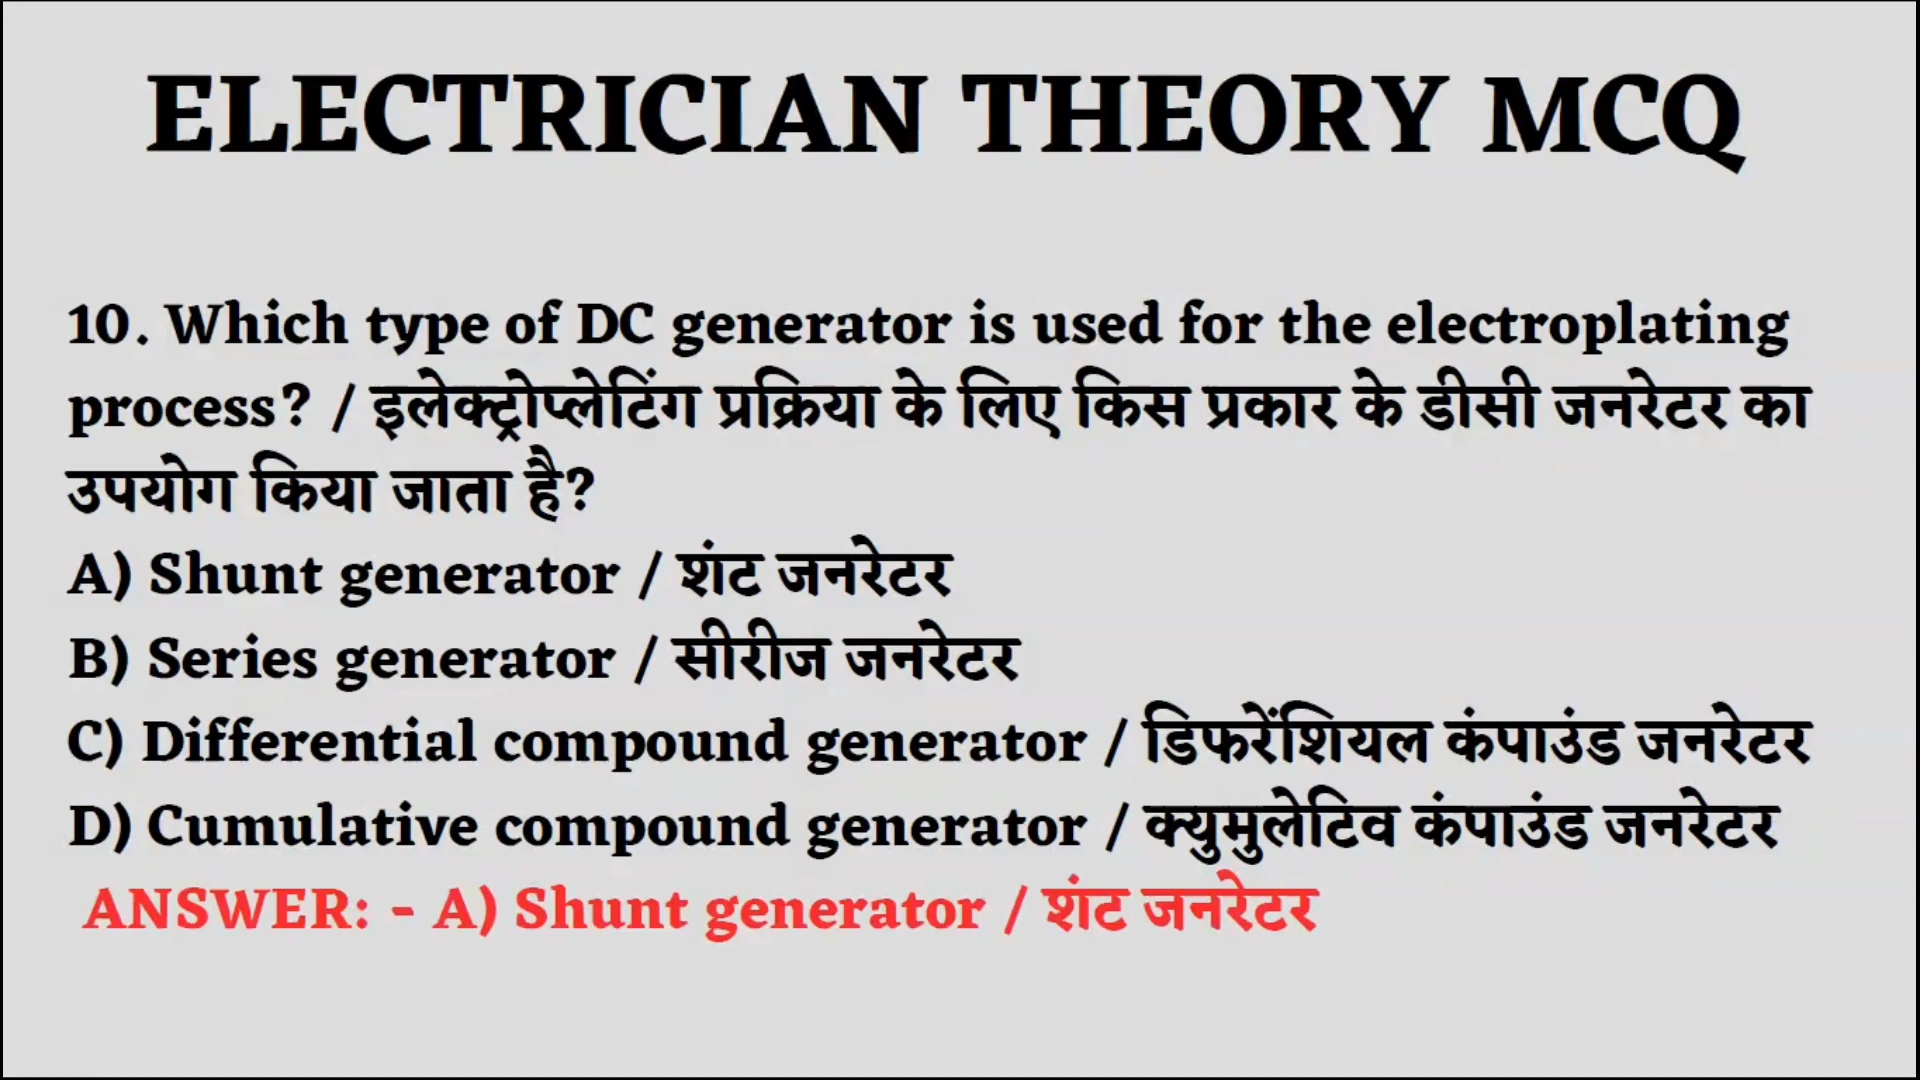 ELECTRICIAN THEORY MCQ
10. Which type of DC generator is used for the electroplating
process? / इलेक्ट्रोप्लेटिंग प्रक्रिया के लिए किस प्रकार के डीसी जनरेटर का
उपयोग किया जाता है?
A) Shunt generator / शंट जनरेटर
B) Series generator / सीरीज जनरेटर
C) Differential compound generator / डिफरेंशियल कंपाउंड जनरेटर
D) Cumulative compound generator / क्युमुलेटिव कंपाउंड जनरेटर
ANSWER: - A) Shunt generator / शंट जनरेटर